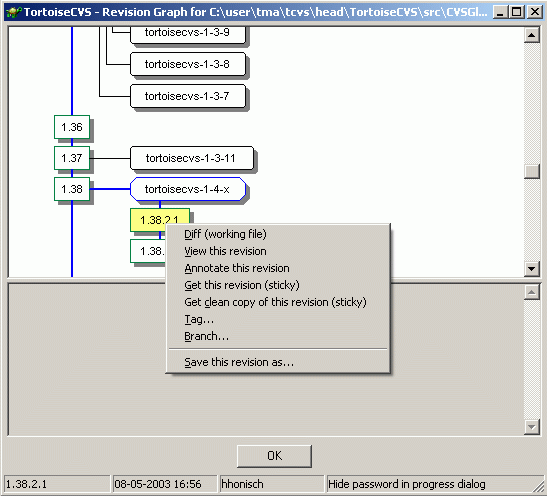 TortoiseCVS - Revision Graph for C:\user\tma\tcvs\head\TortoiseCVS\src\CVSGl...
tortoisecvs-1-3-9
tortoisecvs-1-3-8
tortoisecvs-1-3-7
1.36
1.37 tortoisecvs-1-3-11
1.38 tortoisecvs-1-4-x
1.38.2.1
1.38.
Diff (working file)
View this revision
Annotate this revision
Get this revision (sticky)
Get clean copy of this revision (sticky)
Tag...
Branch...
Save this revision as...
OK
1.38.2.1 08-05-2003 16:56 hhonisch Hide password in progress dialog